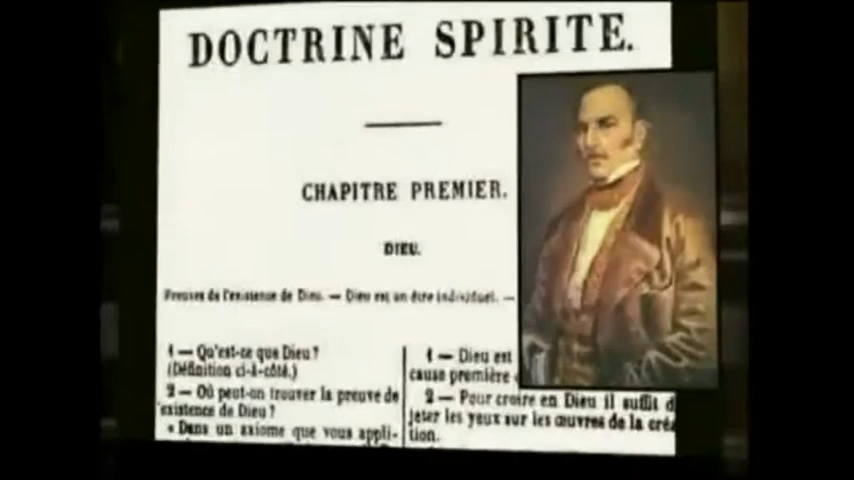 DOCTRINE SPIRITE.
CHAPITRE PREMIER.
DIEU.
Preuves de l'existence de Dieu. — Dieu est un être individuel. —
1 — Qu'est-ce que Dieu ?
(Définition ci-à-côté.)
2 — Où peut-on trouver la preuve de
existence de Dieu ?
« Dans un axiome que vous appli-
1 — Dieu est
cause première
2 — Pour croire en Dieu il suffit d
jeter les yeux sur les œuvres de la cré
tion.